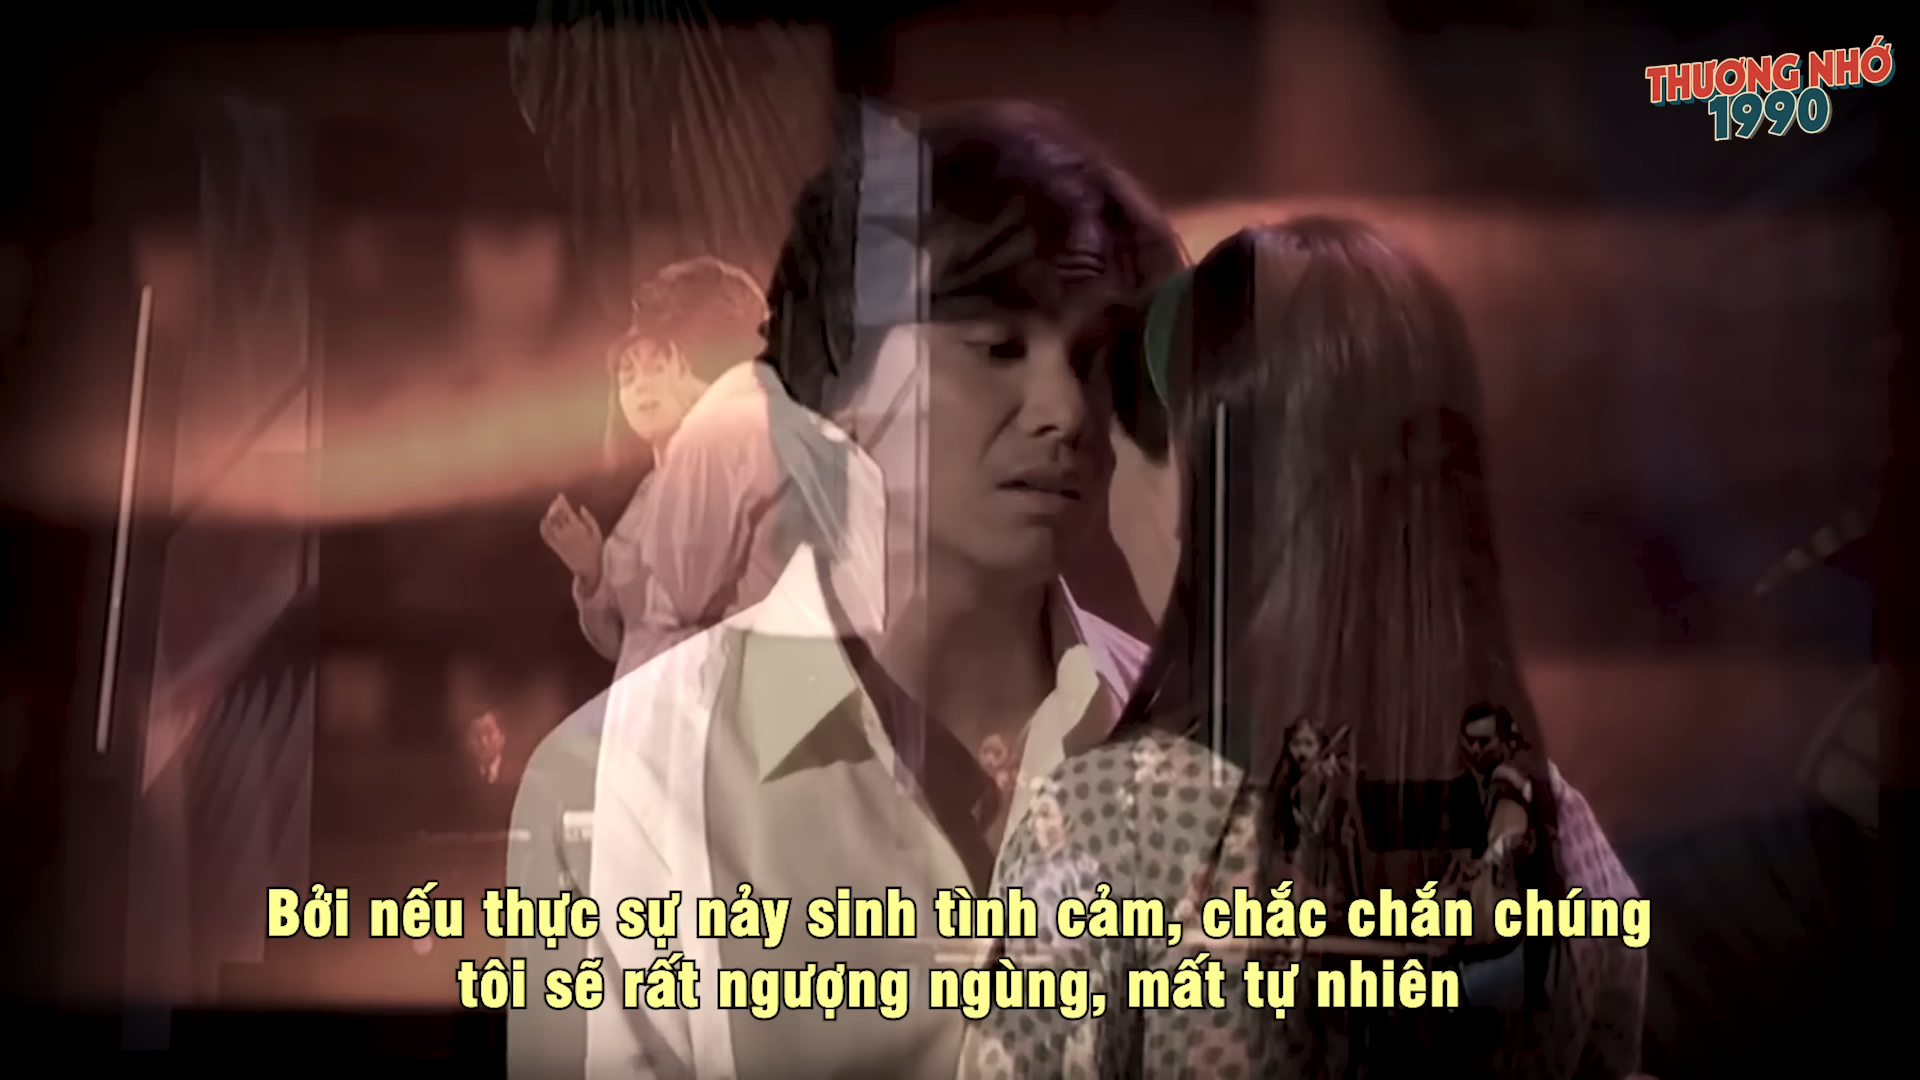 THƯƠNG NHỚ
1990
Bởi nếu thực sự nảy sinh tình cảm, chắc chắn chúng
tôi sẽ rất ngượng ngùng, mất tự nhiên